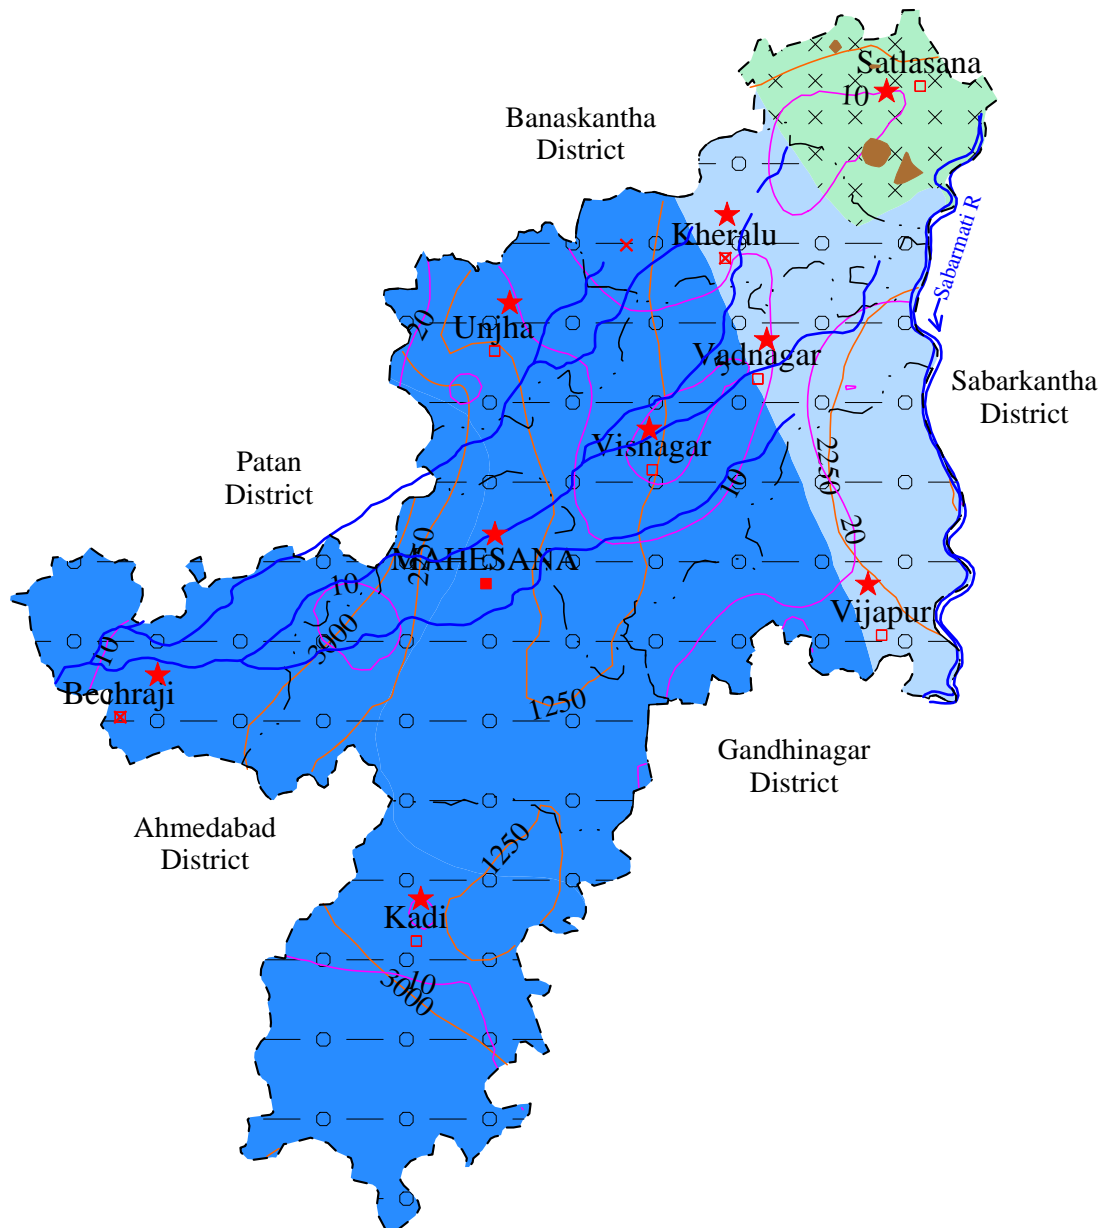 Satlasana
10
Banaskantha
District
Sabarmati R
Kheralu
20
Unjha
Vadnagar
5
Sabarkantha
District
Visnagar
2250
10
Patan
District
20
2250
MAHESANA
10
3000
Vijapur
10
Bechraji
1250
Gandhinagar
District
Ahmedabad
District
1250
Kadi
10
3000